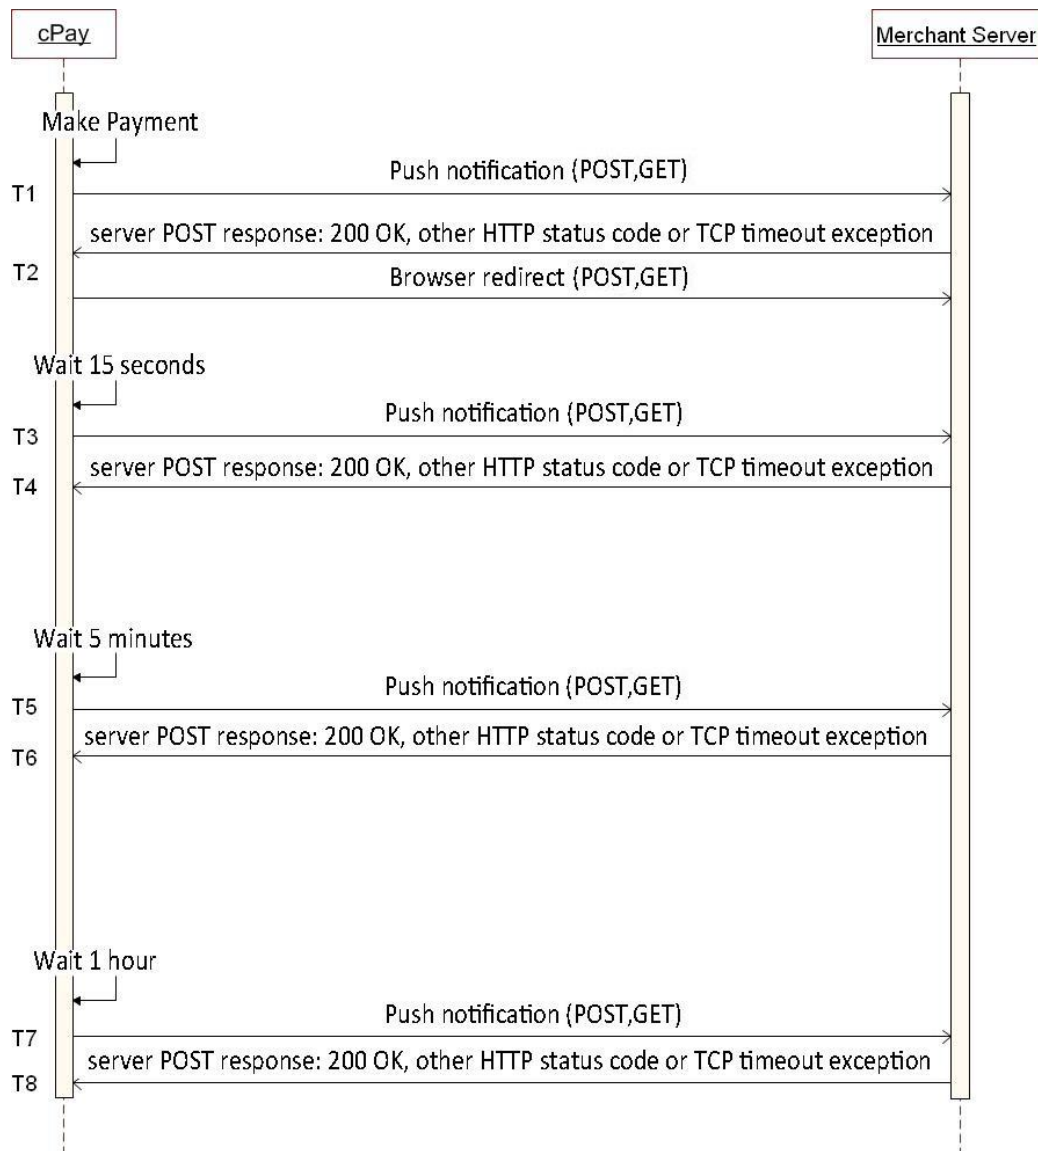 cPay
Merchant Server
Make Payment
Push notification (POST,GET)
T1
server POST response: 200 OK, other HTTP status code or TCP timeout exception
T2
Browser redirect (POST,GET)
Wait 15 seconds
Push notification (POST,GET)
T3
server POST response: 200 OK, other HTTP status code or TCP timeout exception
T4
Wait 5 minutes
Push notification (POST,GET)
T5
server POST response: 200 OK, other HTTP status code or TCP timeout exception
T6
Wait 1 hour
Push notification (POST,GET)
T7
server POST response: 200 OK, other HTTP status code or TCP timeout exception
T8